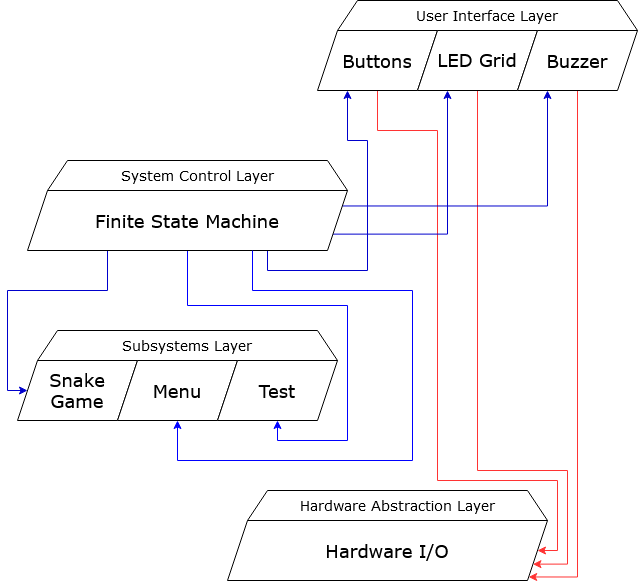 User Interface Layer
Buttons
LED Grid
Buzzer
System Control Layer
Finite State Machine
Subsystems Layer
Snake
Game
Menu
Test
Hardware Abstraction Layer
Hardware I/O